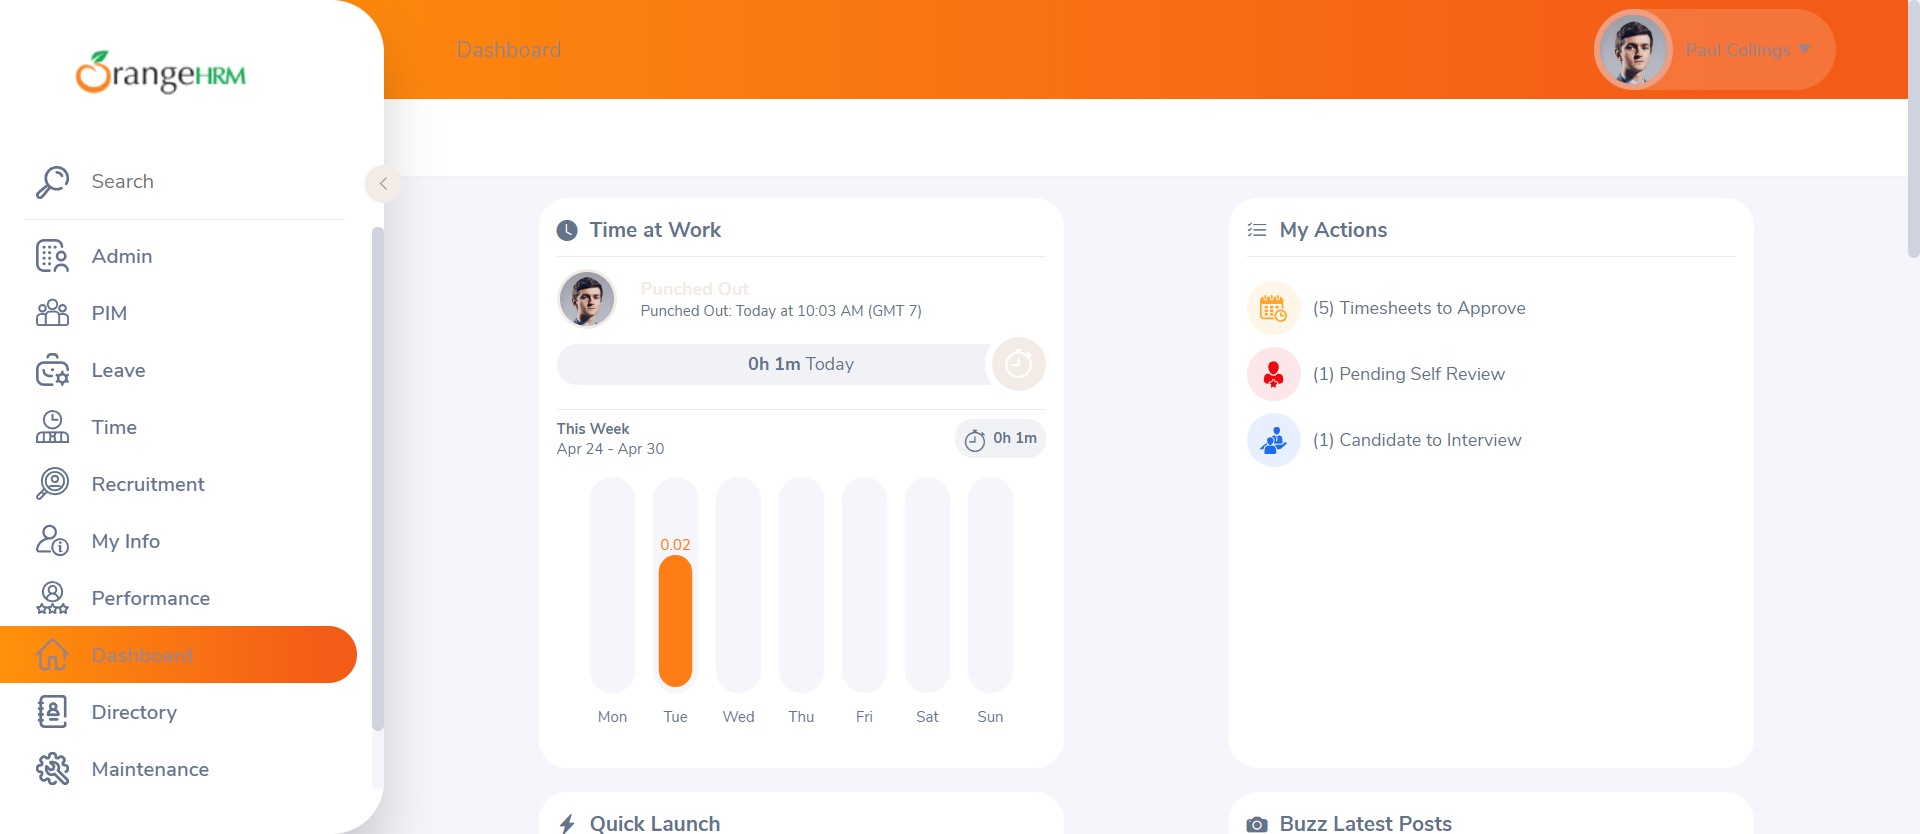 OrangeHRM
Dashboard
Paul Collings
Search
Admin
PIM
Leave
Time
Recruitment
My Info
Performance
Dashboard
Directory
Maintenance
Time at Work
Punched Out
Punched Out: Today at 10:03 AM (GMT 7)
0h 1m Today
This Week
Apr 24 - Apr 30
0h 1m
0.02
Mon Tue Wed Thu Fri Sat Sun
My Actions
(5) Timesheets to Approve
(1) Pending Self Review
(1) Candidate to Interview
Quick Launch
Buzz Latest Posts